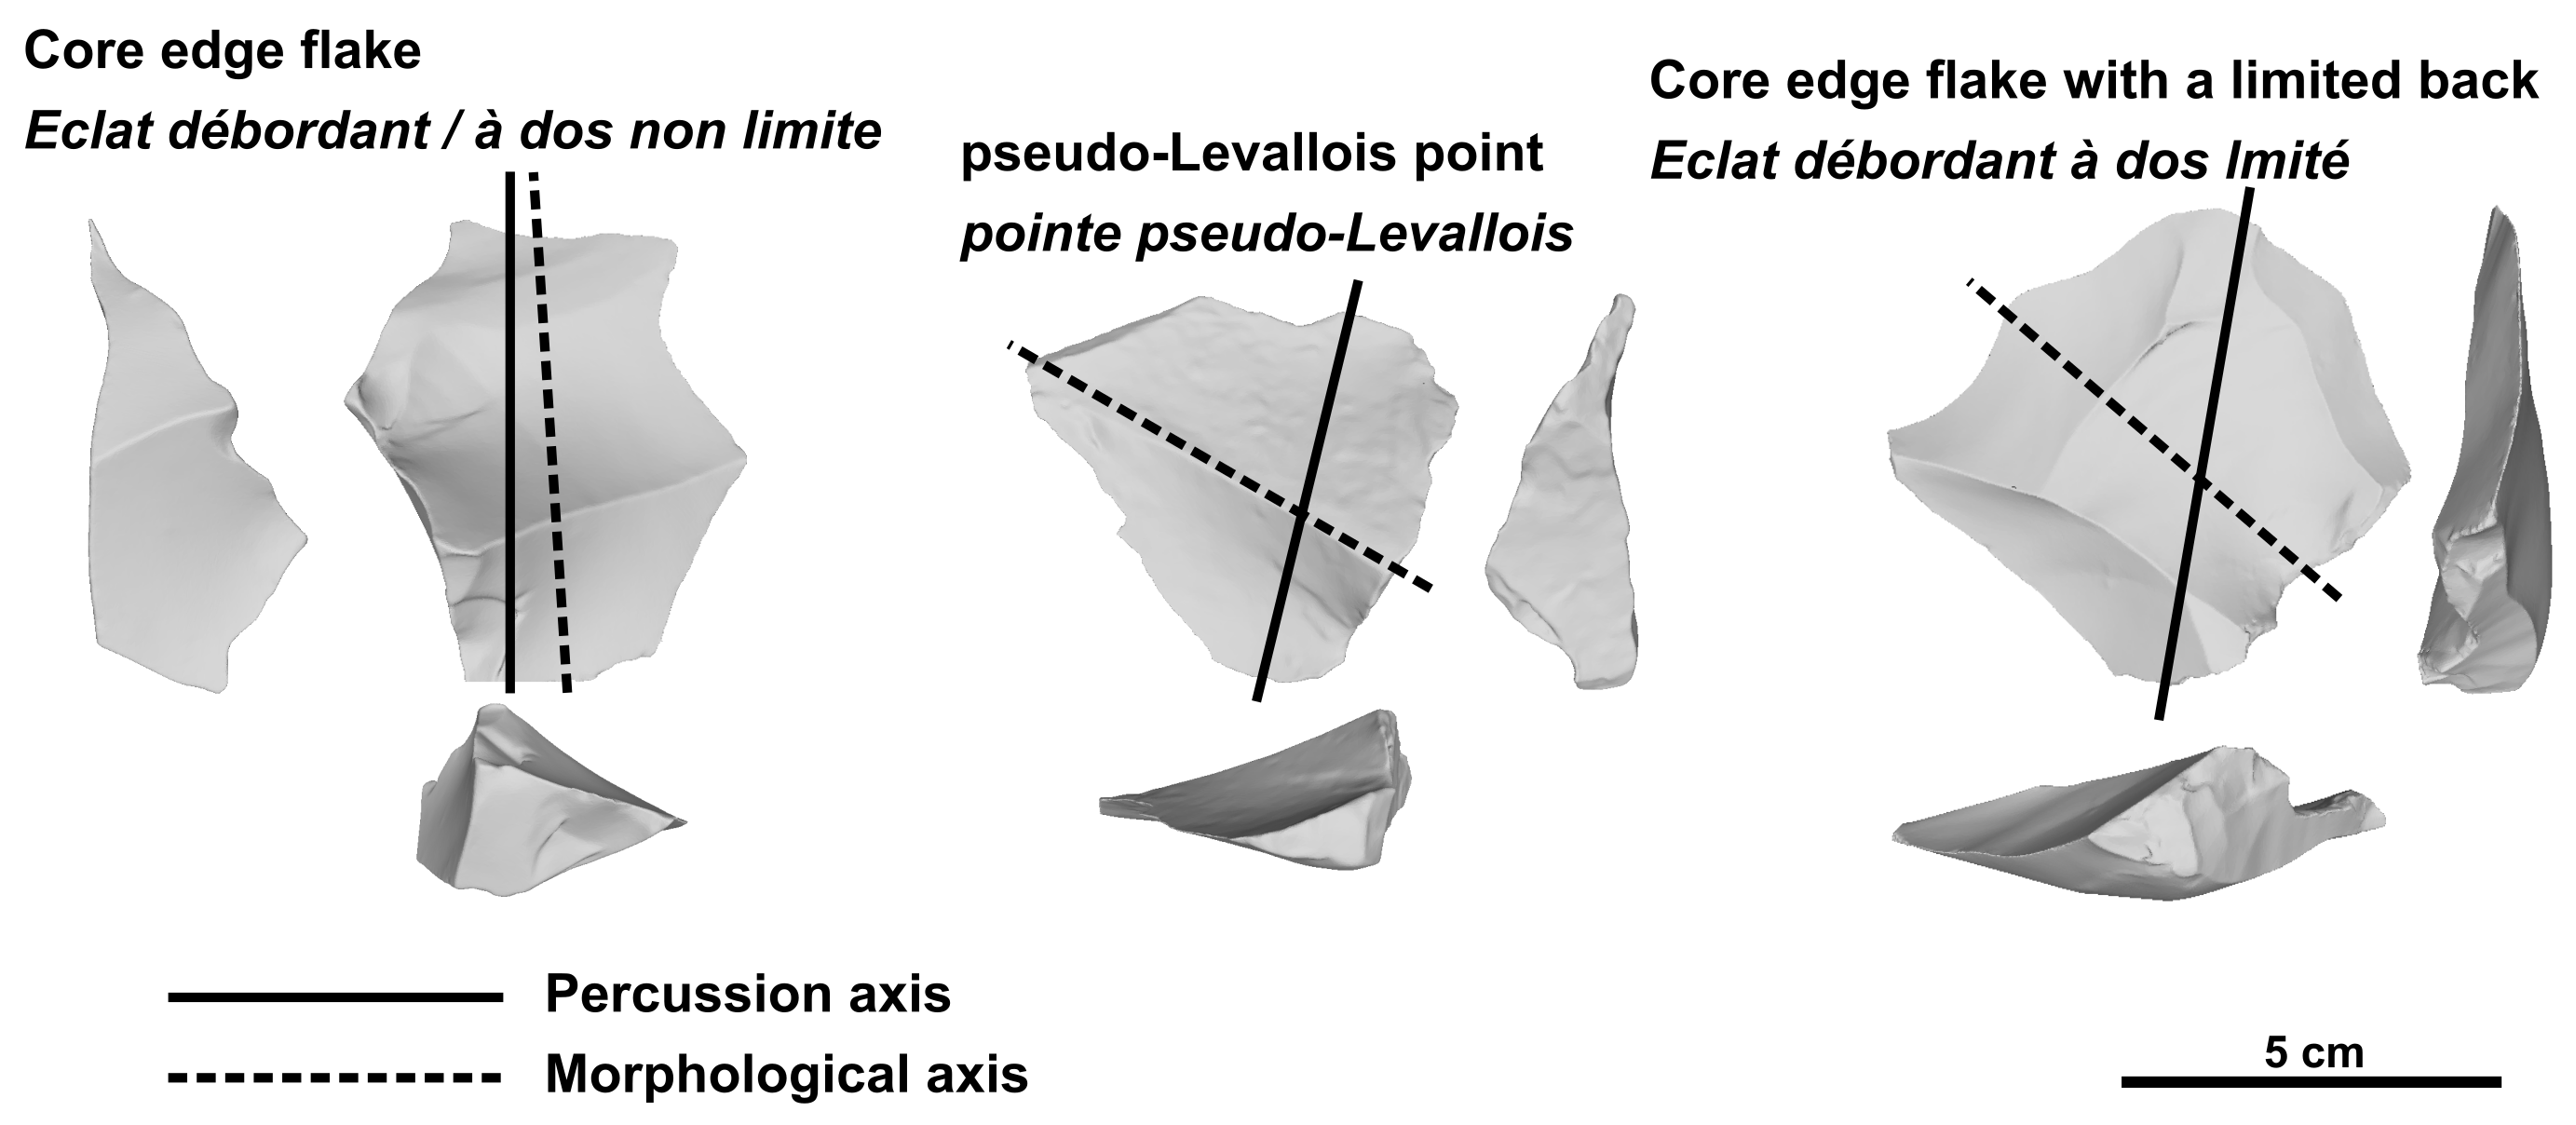 Core edge flake
Eclat débordant / à dos non limite
pseudo-Levallois point
pointe pseudo-Levallois
Core edge flake with a limited back
Eclat débordant à dos lmité
Percussion axis
Morphological axis
5 cm